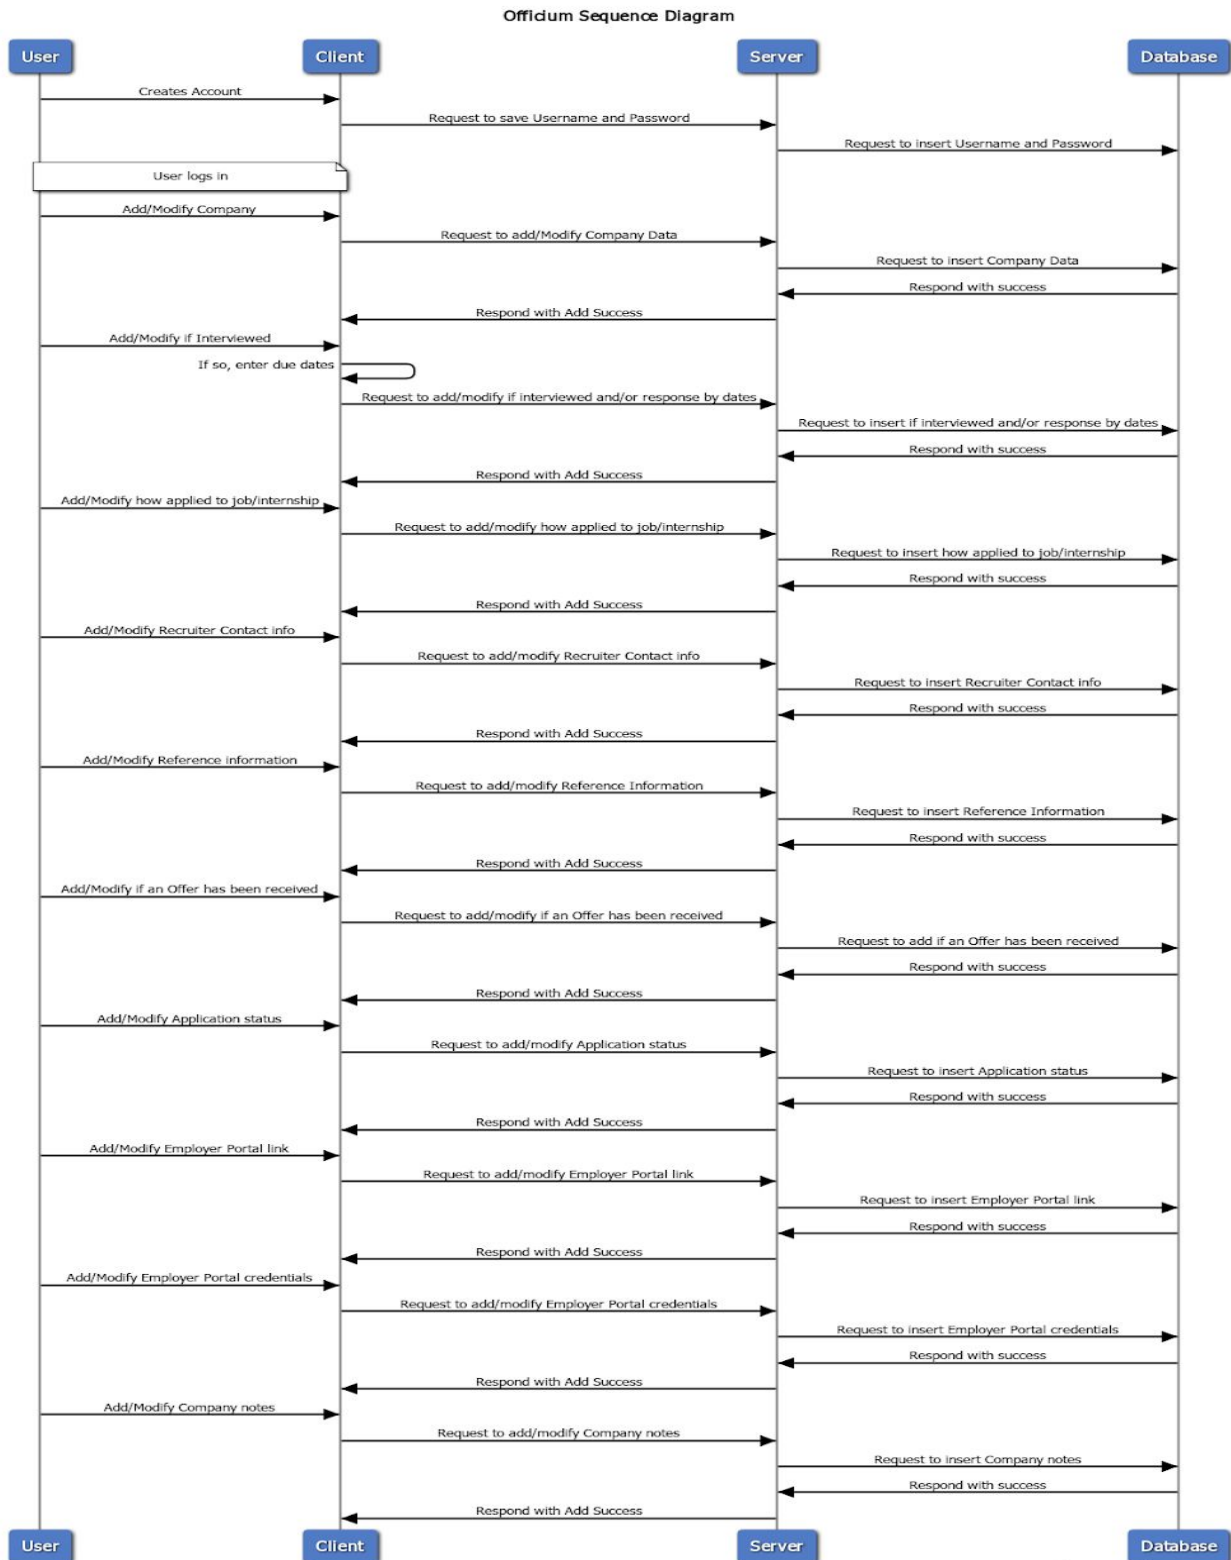 Officium Sequence Diagram
User
Client
Server
Database
Creates Account
Request to save Username and Password
Request to insert Username and Password
User logs in
Add/Modify Company
Request to add/Modify Company Data
Request to insert Company Data
Respond with success
Respond with Add Success
Add/Modify if Interviewed
If so, enter due dates
Request to add/modify if interviewed and/or response by dates
Request to insert if interviewed and/or response by dates
Respond with success
Respond with Add Success
Add/Modify how applied to job/internship
Request to add/modify how applied to job/internship
Request to insert how applied to job/internship
Respond with success
Respond with Add Success
Add/Modify Recruiter Contact info
Request to add/modify Recruiter Contact info
Request to insert Recruiter Contact info
Respond with success
Respond with Add Success
Add/Modify Reference information
Request to add/modify Reference Information
Request to insert Reference Information
Respond with success
Respond with Add Success
Add/Modify if an Offer has been received
Request to add/modify if an Offer has been received
Request to add if an Offer has been received
Respond with success
Respond with Add Success
Add/Modify Application status
Request to add/modify Application status
Request to insert Application status
Respond with success
Respond with Add Success
Add/Modify Employer Portal link
Request to add/modify Employer Portal link
Request to insert Employer Portal link
Respond with success
Respond with Add Success
Add/Modify Employer Portal credentials
Request to add/modify Employer Portal credentials
Request to insert Employer Portal credentials
Respond with success
Respond with Add Success
Add/Modify Company notes
Request to add/modify Company notes
Request to insert Company notes
Respond with success
Respond with Add Success
User
Client
Server
Database